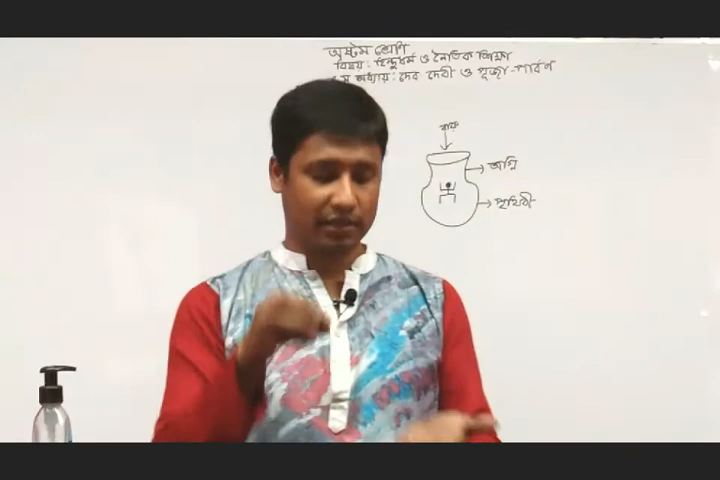 অষ্টম শ্রেণি
বিষয় : হিন্দুধর্ম ও নৈতিক শিক্ষা
ম অধ্যায় : দেব দেবী ও পূজা-পার্বণ
বায়ু
অগ্নি
পৃথিবী